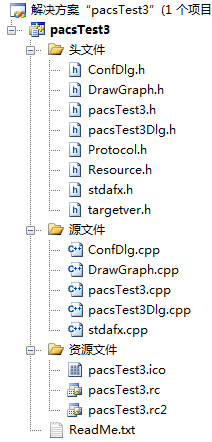 解决方案“pacsTest3”(1 个项目
pacsTest3
头文件
ConfDlg.h
DrawGraph.h
pacsTest3.h
pacsTest3Dlg.h
Protocol.h
Resource.h
stdafx.h
targetver.h
源文件
ConfDlg.cpp
DrawGraph.cpp
pacsTest3.cpp
pacsTest3Dlg.cpp
stdafx.cpp
资源文件
pacsTest3.ico
pacsTest3.rc
pacsTest3.rc2
ReadMe.txt